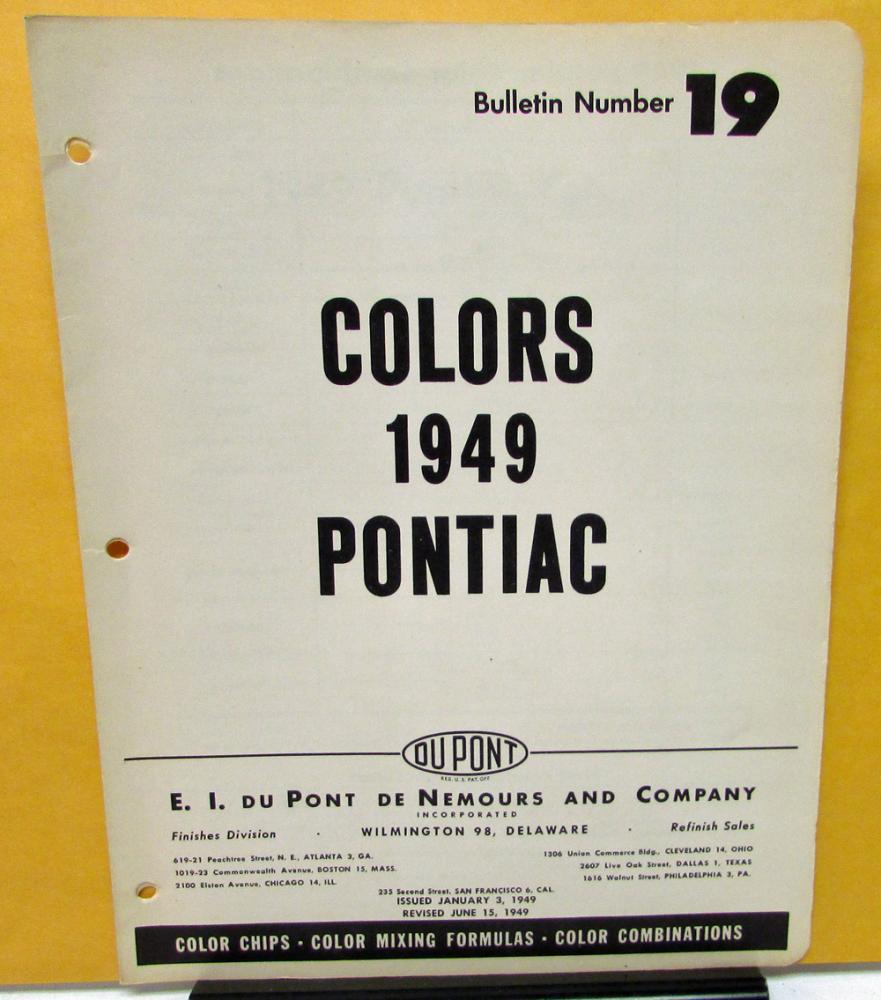 Bulletin Number 19
COLORS
1949
PONTIAC
DU PONT
REG. U. S. PAT. OFF.
E. I. DU PONT DE NEMOURS AND COMPANY
INCORPORATED
Finishes Division · WILMINGTON 98, DELAWARE · Refinish Sales
619-21 Peachtree Street, N. E., ATLANTA 3, GA.
1019-23 Commonwealth Avenue, BOSTON 15, MASS.
2100 Elston Avenue, CHICAGO 14, ILL.
1306 Union Commerce Bldg., CLEVELAND 14, OHIO
2607 Live Oak Street, DALLAS 1, TEXAS
1616 Walnut Street, PHILADELPHIA 3, PA.
235 Second Street, SAN FRANCISCO 6, CAL.
ISSUED JANUARY 3, 1949
REVISED JUNE 15, 1949
COLOR CHIPS · COLOR MIXING FORMULAS · COLOR COMBINATIONS